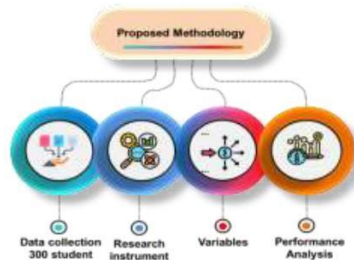 Proposed Methodology
Data collection
300 student
Research
instrument
Variables
Performance
Analysis